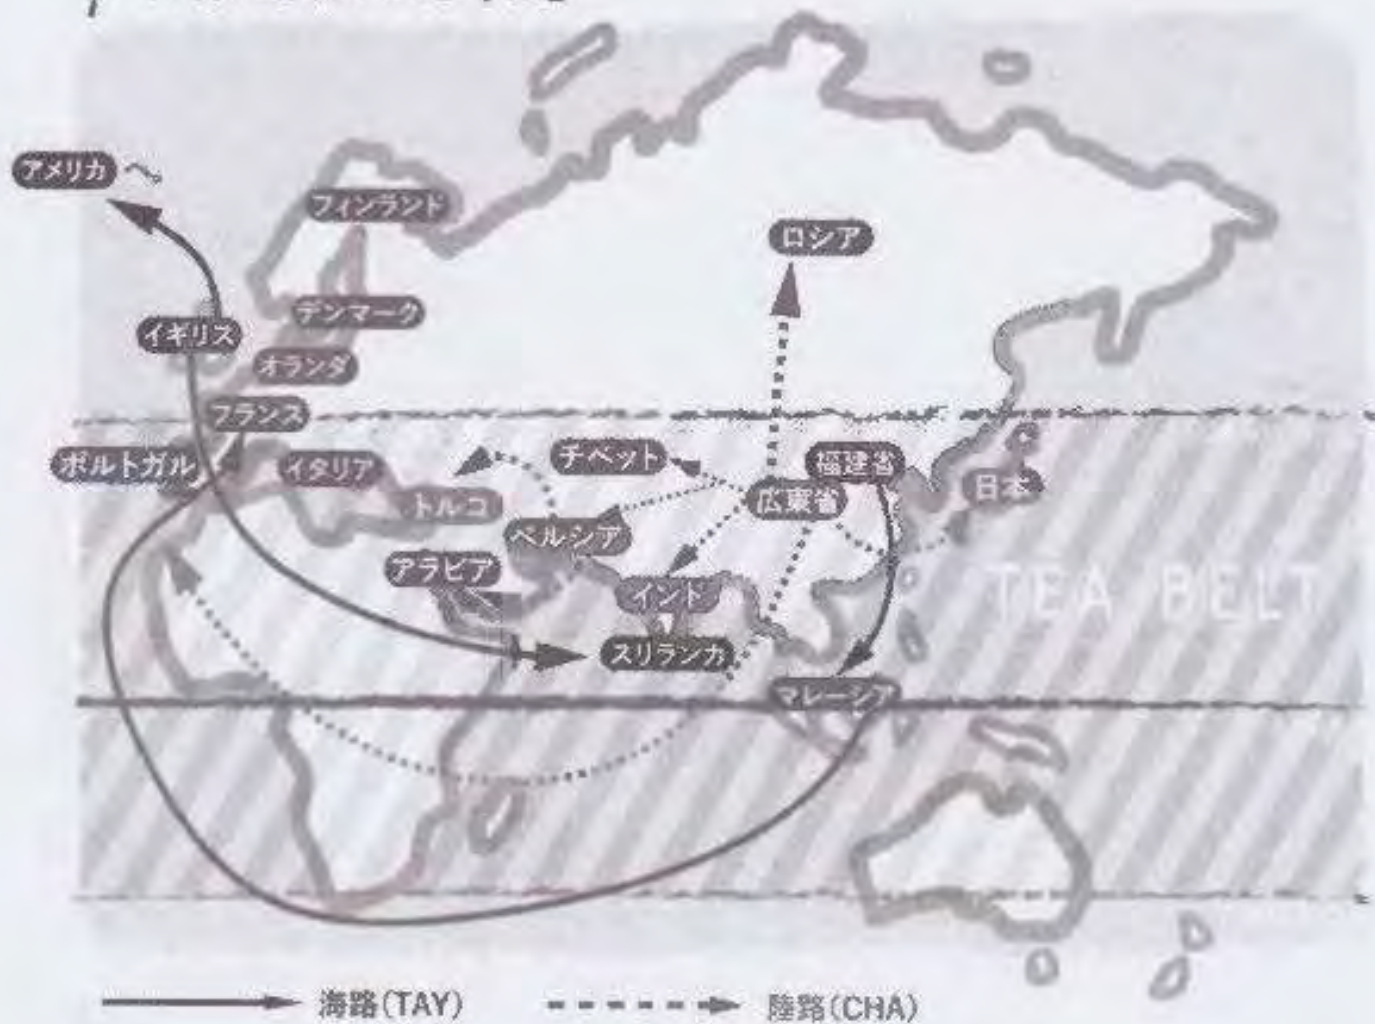 アメリカへ
フィンランド
ロシア
デンマーク
イギリス
オランダ
フランス
ポルトガル
イタリア
チベット
福建省
トルコ
広東省
日本
ペルシア
アラビア
インド
TEA BELT
スリランカ
マレーシア
海路(TAY)
陸路(CHA)